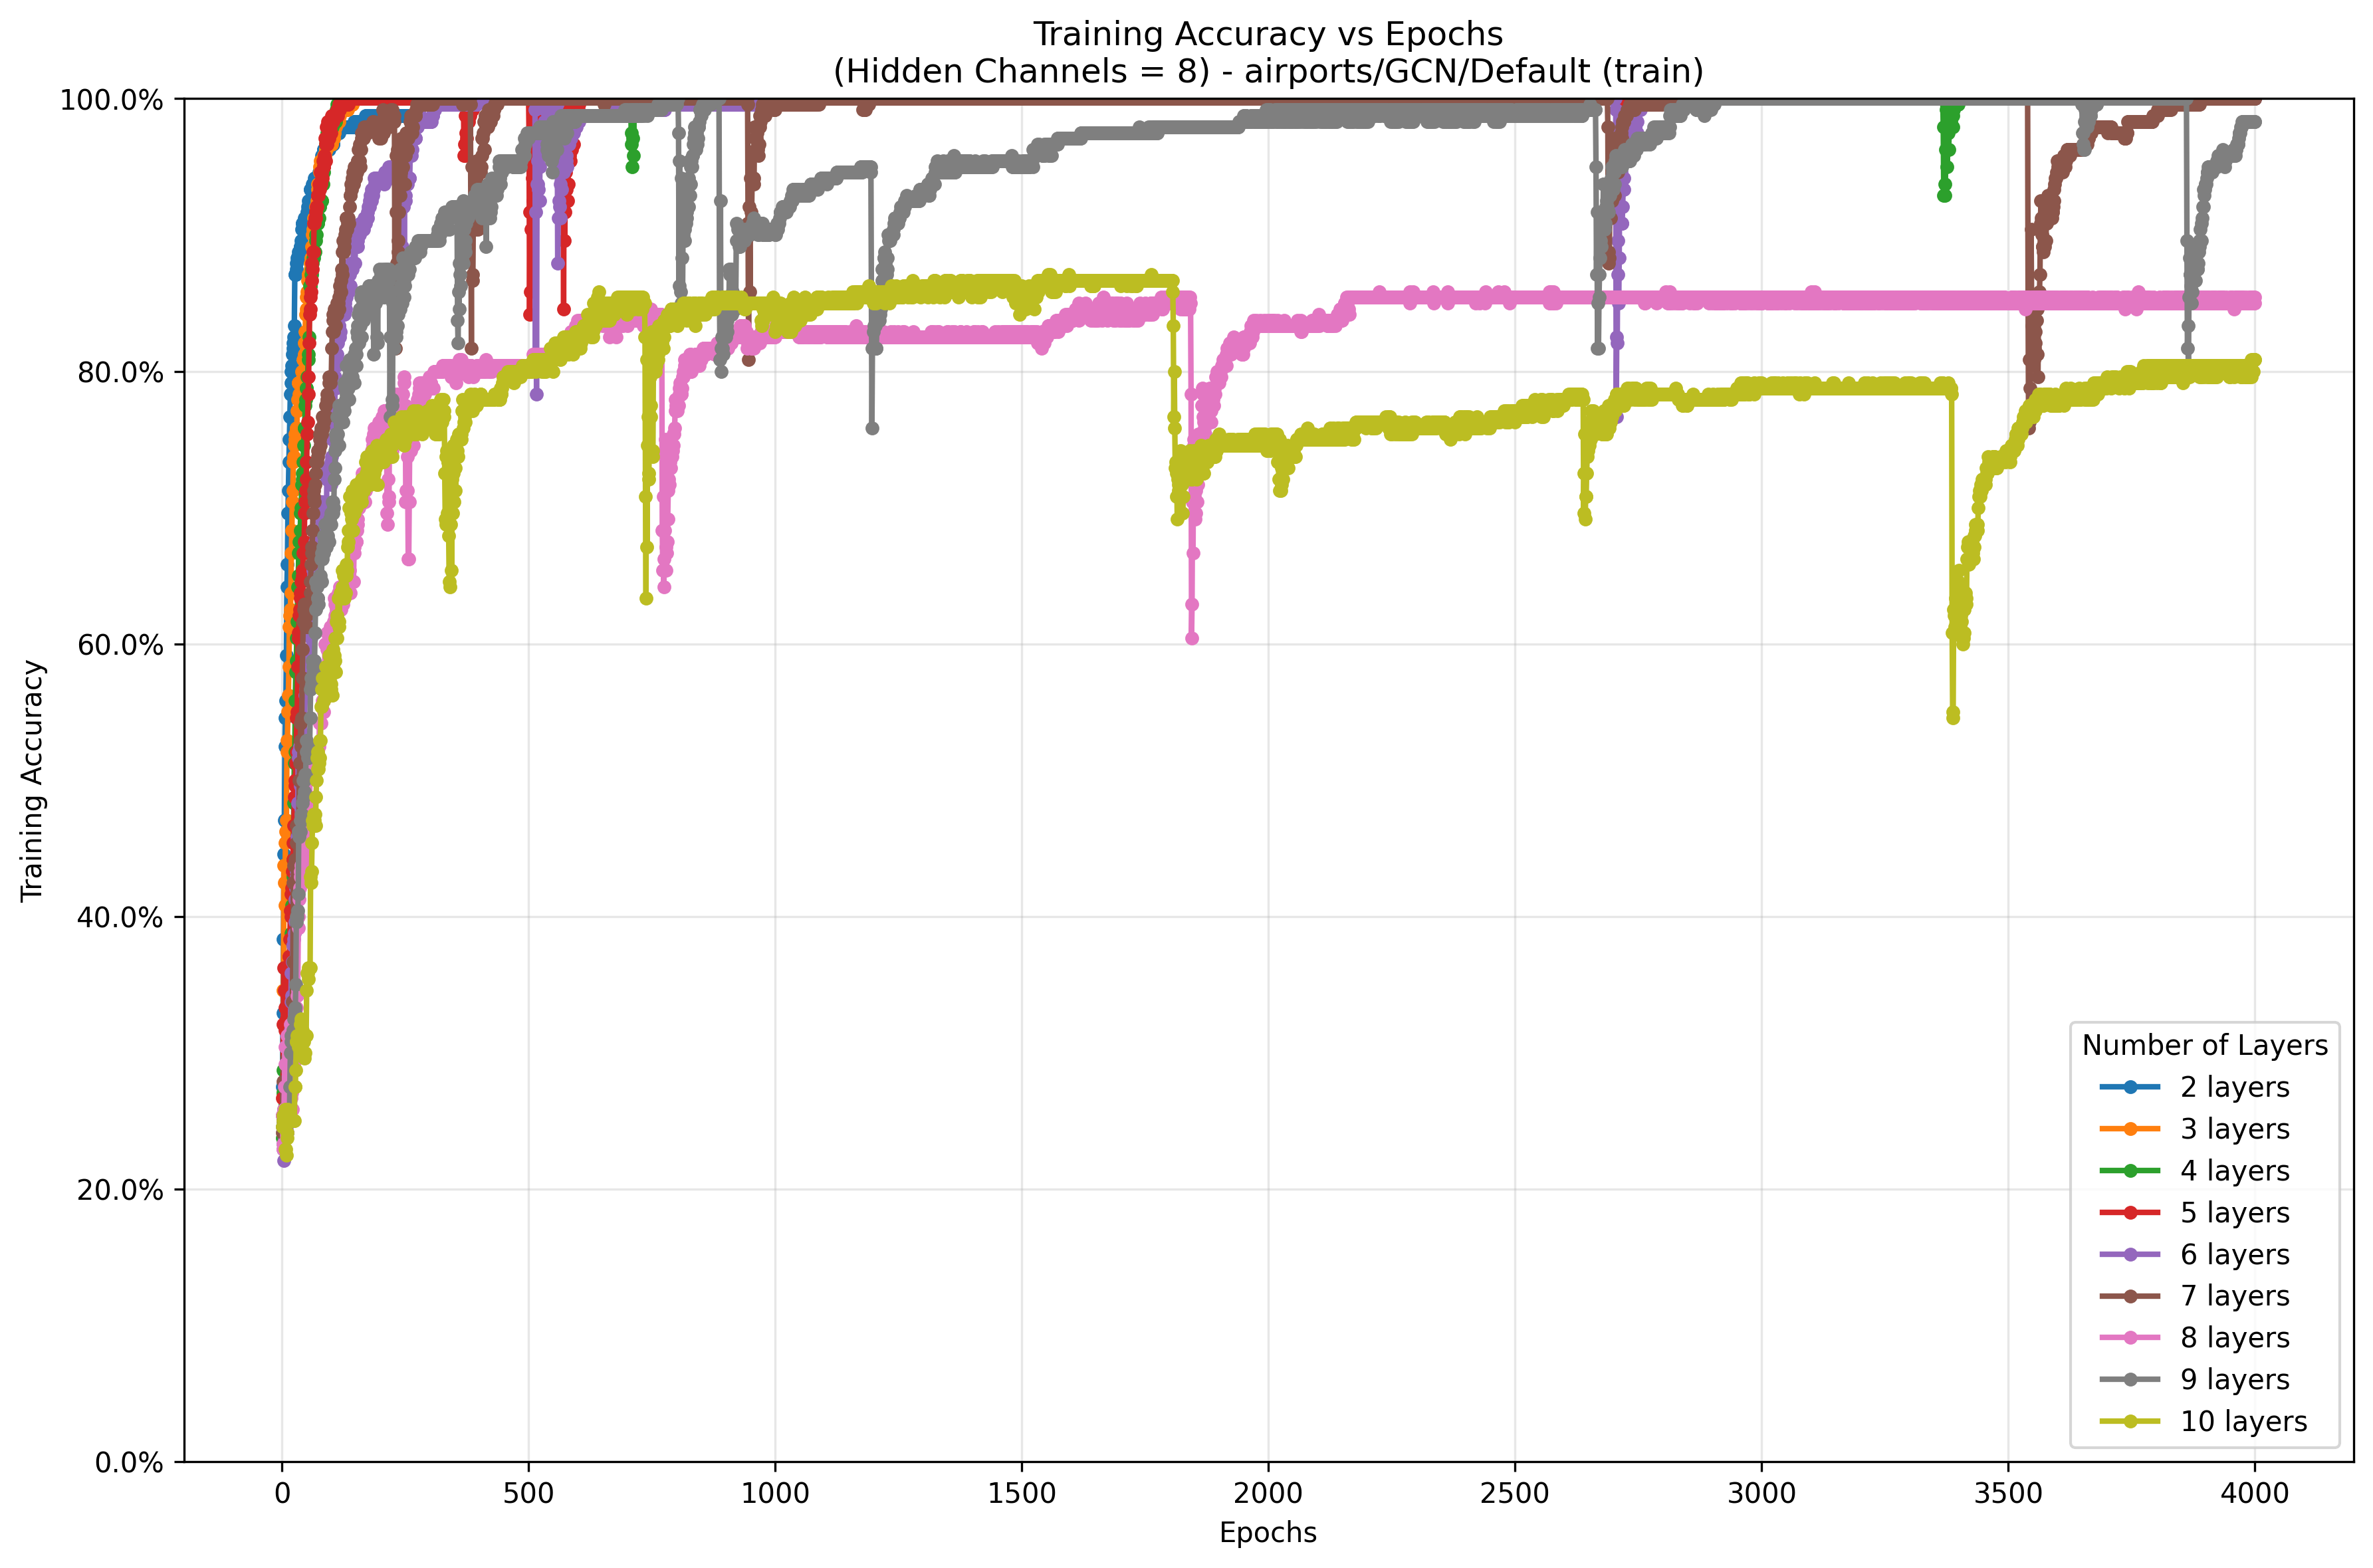 Training Accuracy vs Epochs
(Hidden Channels = 8) - airports/GCN/Default (train)
Training Accuracy
100.0%
80.0%
60.0%
40.0%
20.0%
0.0%
0 500 1000 1500 2000 2500 3000 3500 4000
Epochs
Number of Layers
2 layers
3 layers
4 layers
5 layers
6 layers
7 layers
8 layers
9 layers
10 layers